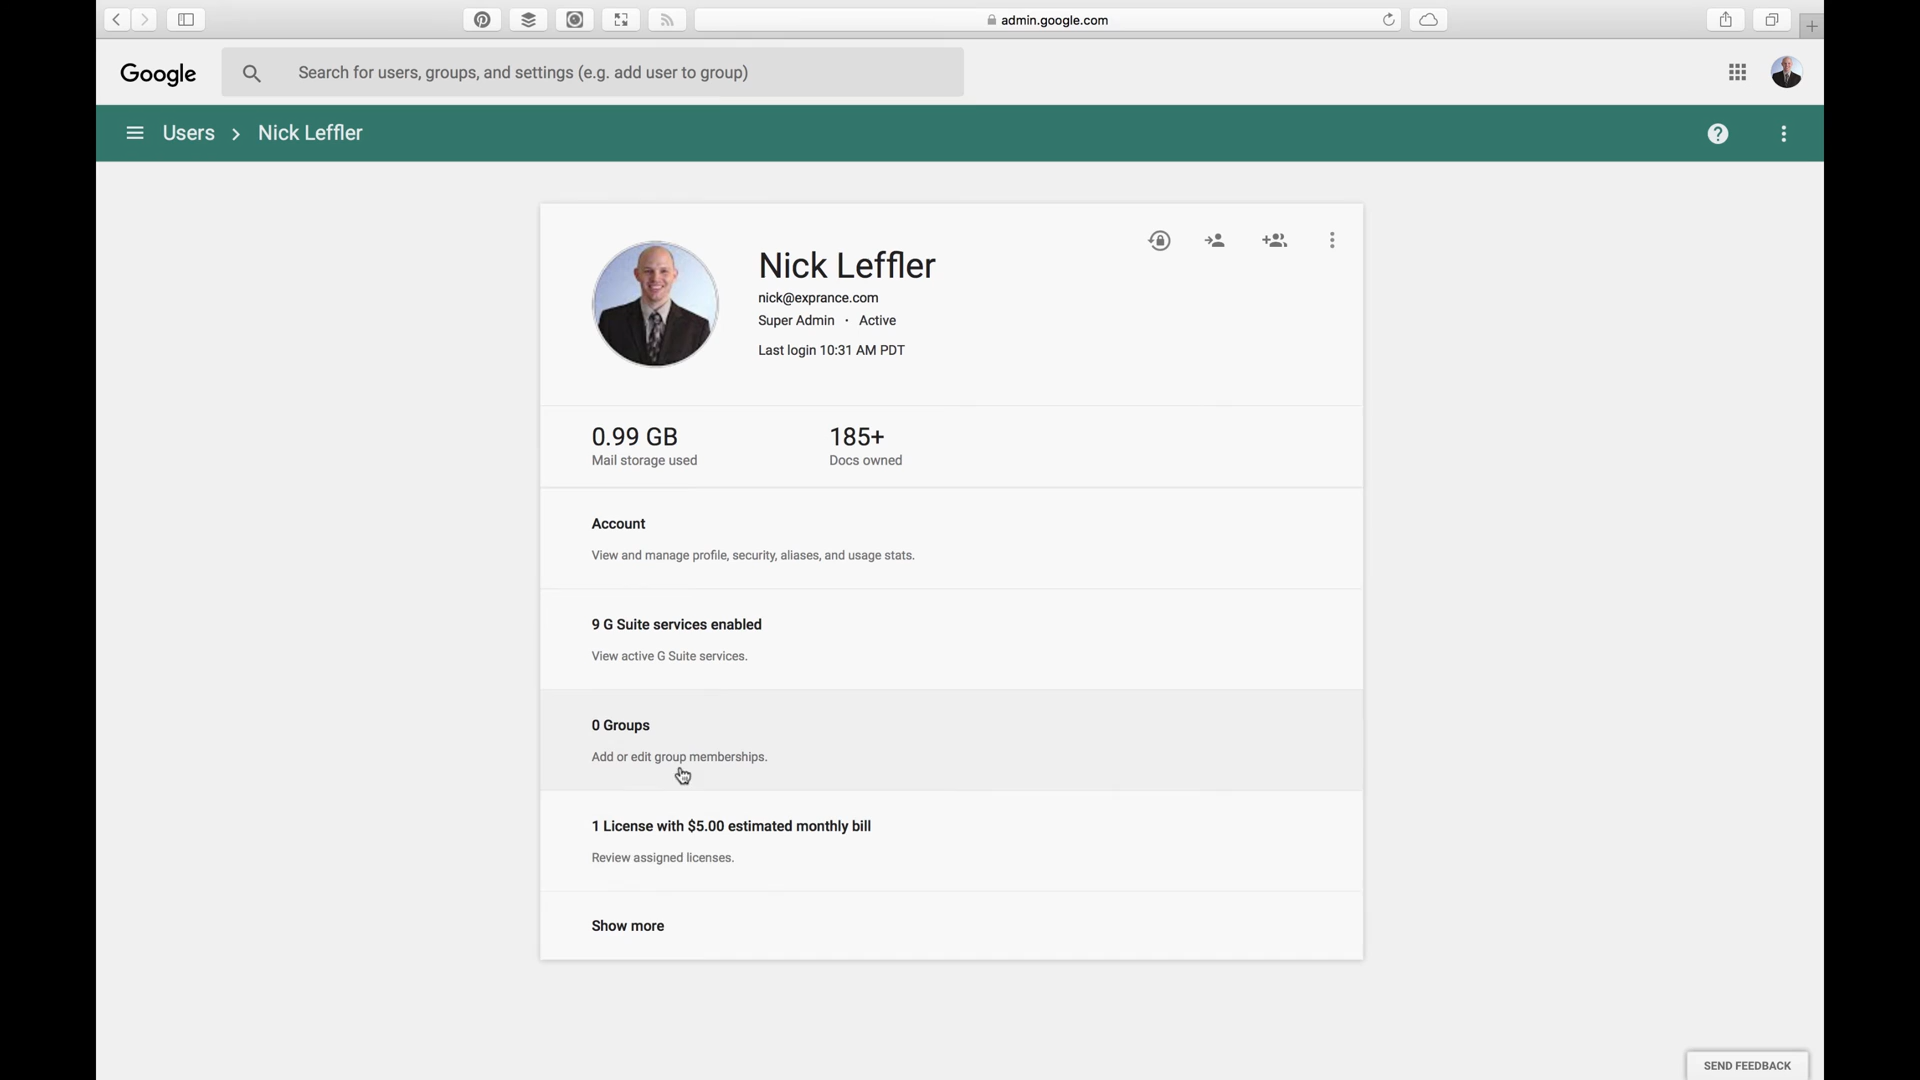 admin.google.com
Google
Search for users, groups, and settings (e.g. add user to group)
Users > Nick Leffler
Nick Leffler
nick@exprance.com
Super Admin · Active
Last login 10:31 AM PDT
0.99 GB
Mail storage used
185+
Docs owned
Account
View and manage profile, security, aliases, and usage stats.
9 G Suite services enabled
View active G Suite services.
0 Groups
Add or edit group memberships.
1 License with $5.00 estimated monthly bill
Review assigned licenses.
Show more
SEND FEEDBACK